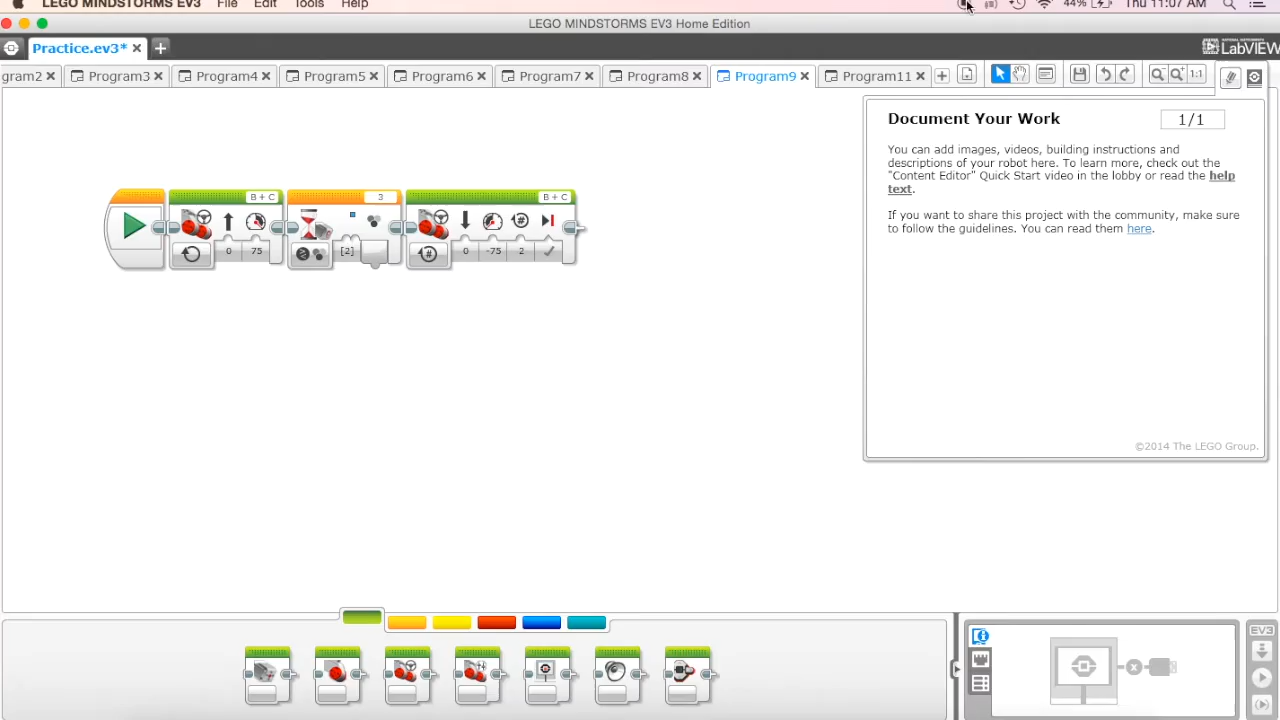 LEGO MINDSTORMS EV3 File Edit Tools Help 44% Thu 11:07 AM
LEGO MINDSTORMS EV3 Home Edition
Practice.ev3*
LabVIEW
gram2 Program3 Program4 Program5 Program6 Program7 Program8 Program9 Program11 1:1
Document Your Work 1/1
You can add images, videos, building instructions and
descriptions of your robot here. To learn more, check out the
"Content Editor" Quick Start video in the lobby or read the help
text.
If you want to share this project with the community, make sure
to follow the guidelines. You can read them here.
B + C 3 B + C
#
0 75 [2] # 0 -75 2
©2014 The LEGO Group.
EV3